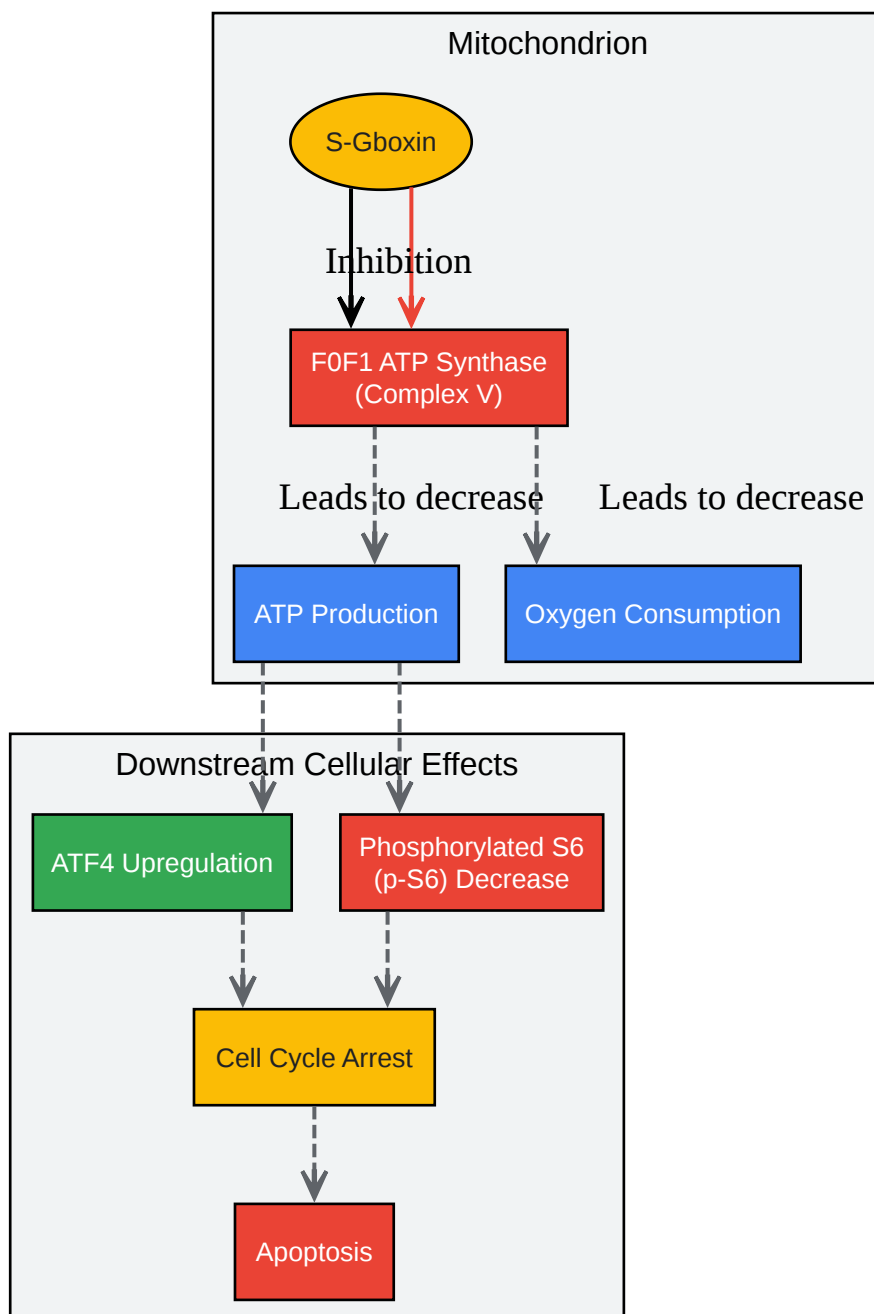 Mitochondrion
S-Gboxin
Inhibition
F0F1 ATP Synthase
(Complex V)
Leads to decrease
Leads to decrease
ATP Production
Oxygen Consumption
Downstream Cellular Effects
ATF4 Upregulation
Phosphorylated S6
(p-S6) Decrease
Cell Cycle Arrest
Apoptosis